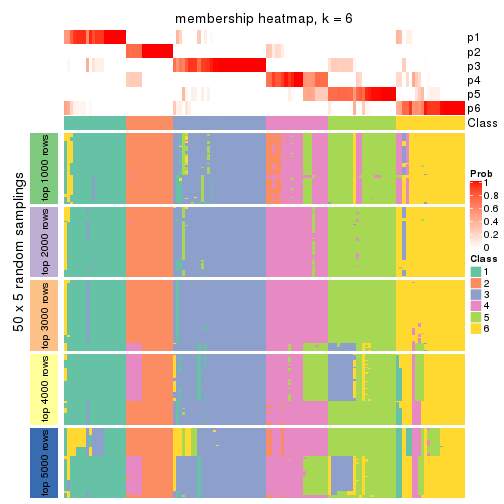 membership heatmap, k = 6
p1
p2
p3
p4
p5
p6
Class
50 x 5 random samplings
top 1000 rows
top 2000 rows
top 3000 rows
top 4000 rows
top 5000 rows
Prob
1
0.8
0.6
0.4
0.2
0
Class
1
2
3
4
5
6